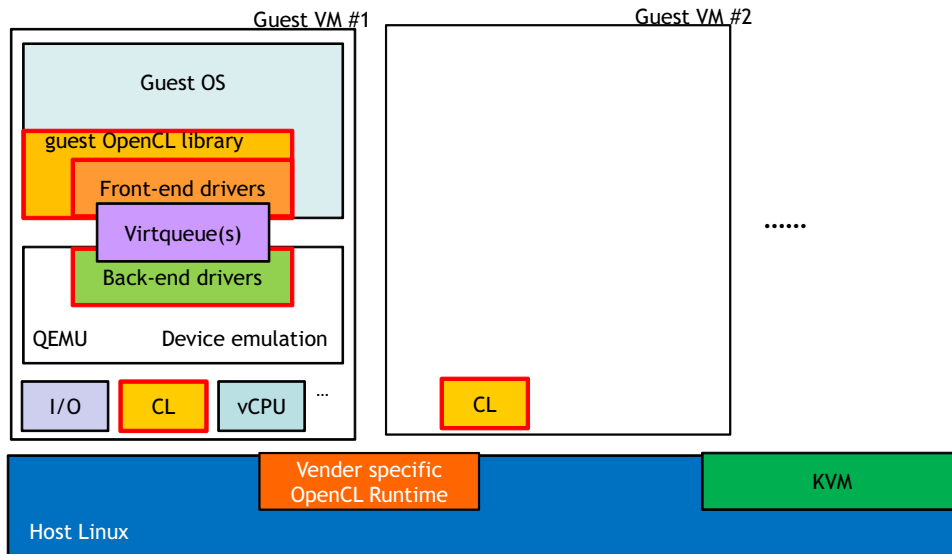 Guest VM #1
Guest VM #2
Guest OS
guest OpenCL library
Front-end drivers
Virtqueue(s)
Back-end drivers
QEMU
Device emulation
I/O
CL
vCPU
...
CL
......
Vender specific
OpenCL Runtime
KVM
Host Linux